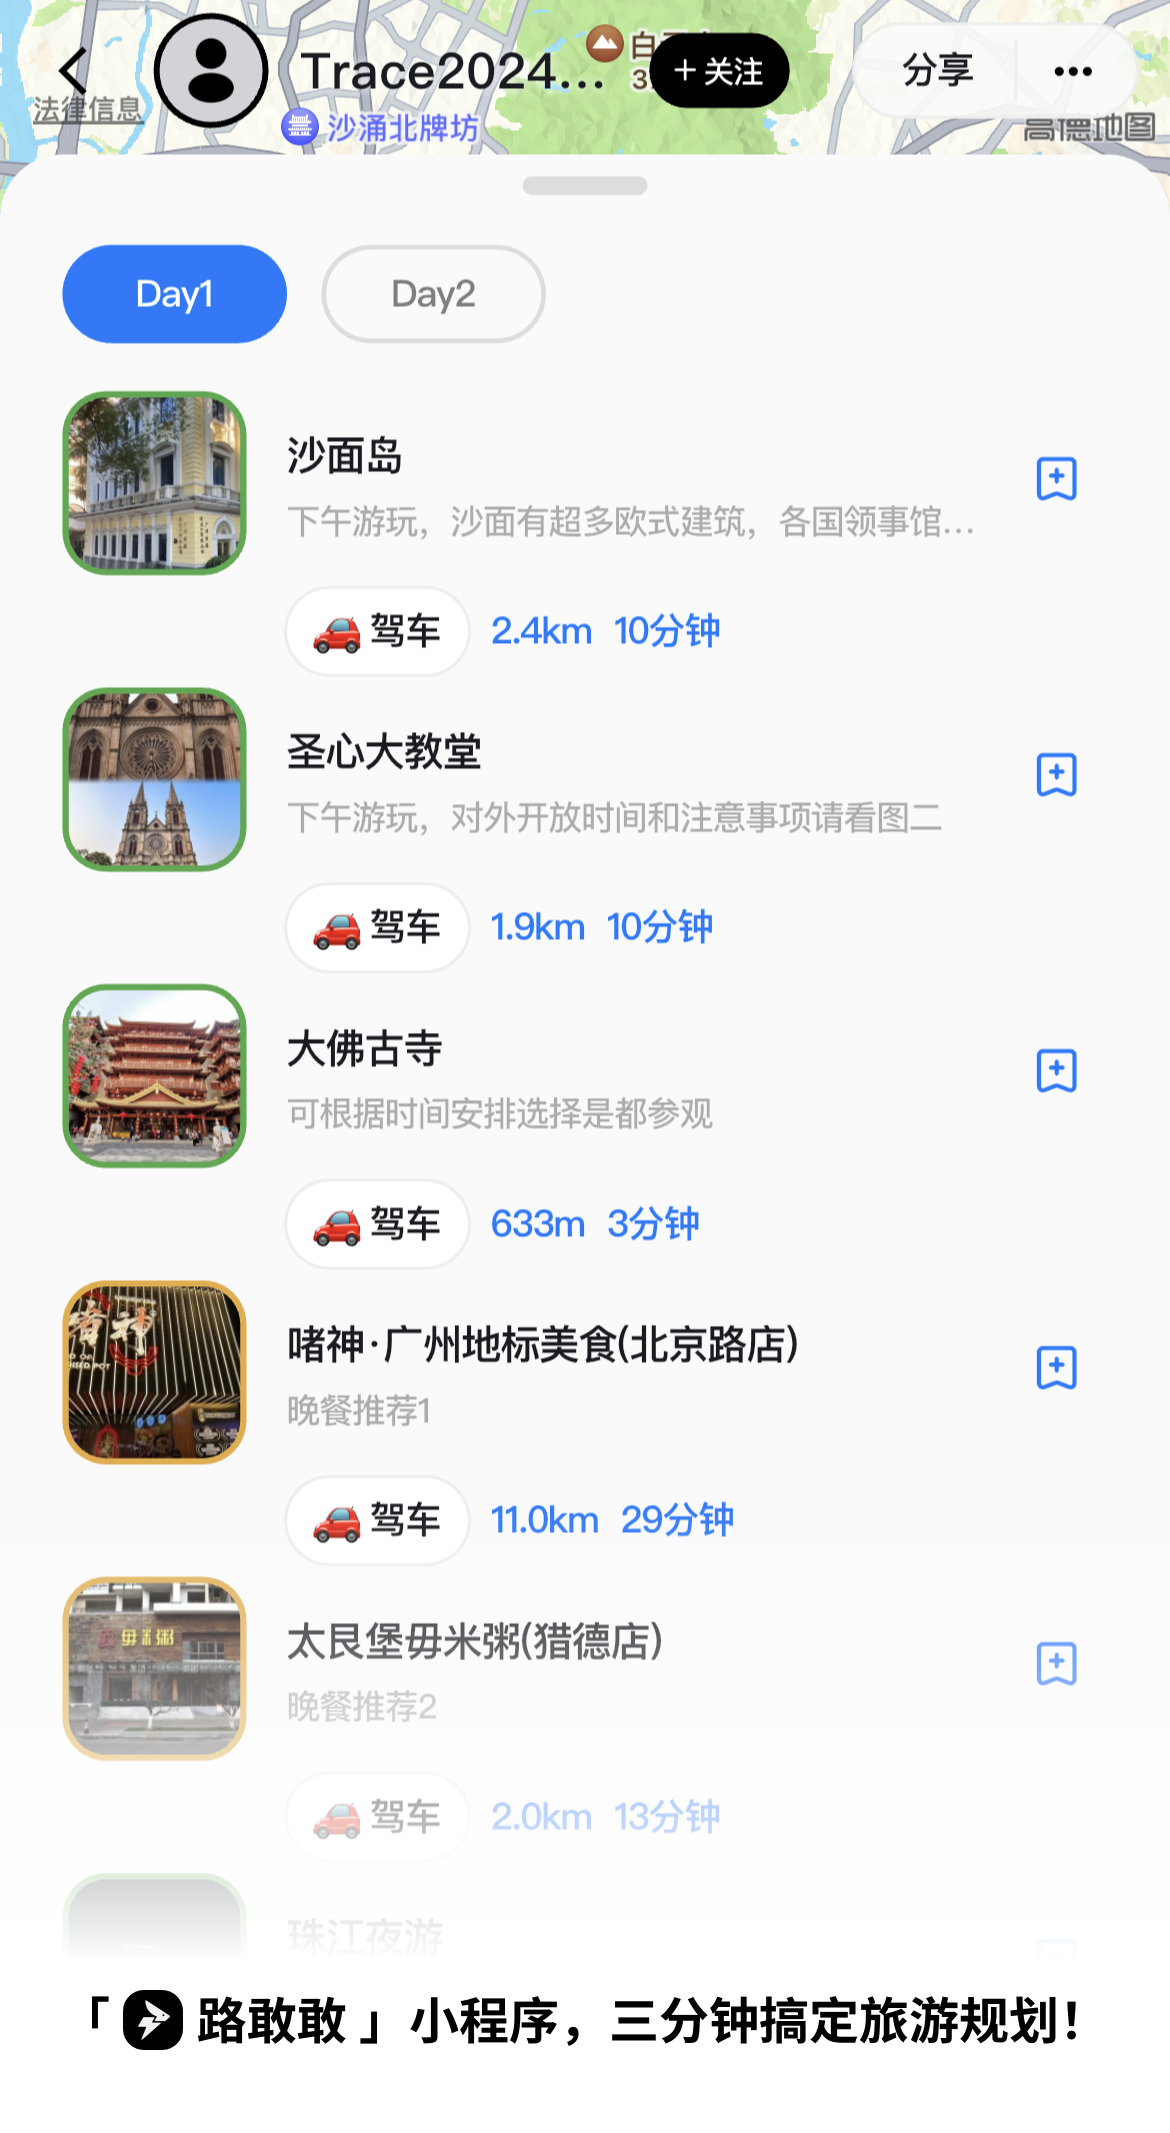 Trace2024...
白云
3
+ 关注
分享
法律信息
沙涌北牌坊
高德地图
Day1
Day2
沙面岛
下午游玩，沙面有超多欧式建筑，各国领事馆...
驾车 2.4km 10分钟
圣心大教堂
下午游玩，对外开放时间和注意事项请看图二
驾车 1.9km 10分钟
大佛古寺
可根据时间安排选择是都参观
驾车 633m 3分钟
啫神·广州地标美食(北京路店)
晚餐推荐1
驾车 11.0km 29分钟
毋米粥
太艮堡毋米粥(猎德店)
晚餐推荐2
驾车 2.0km 13分钟
珠江夜游
「路敢敢」小程序，三分钟搞定旅游规划！